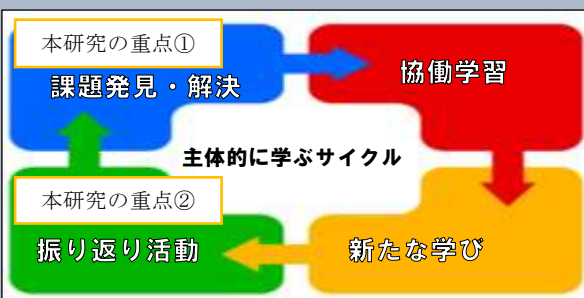 本研究の重点①
課題発見・解決
協働学習
主体的に学ぶサイクル
本研究の重点②
振り返り活動
新たな学び